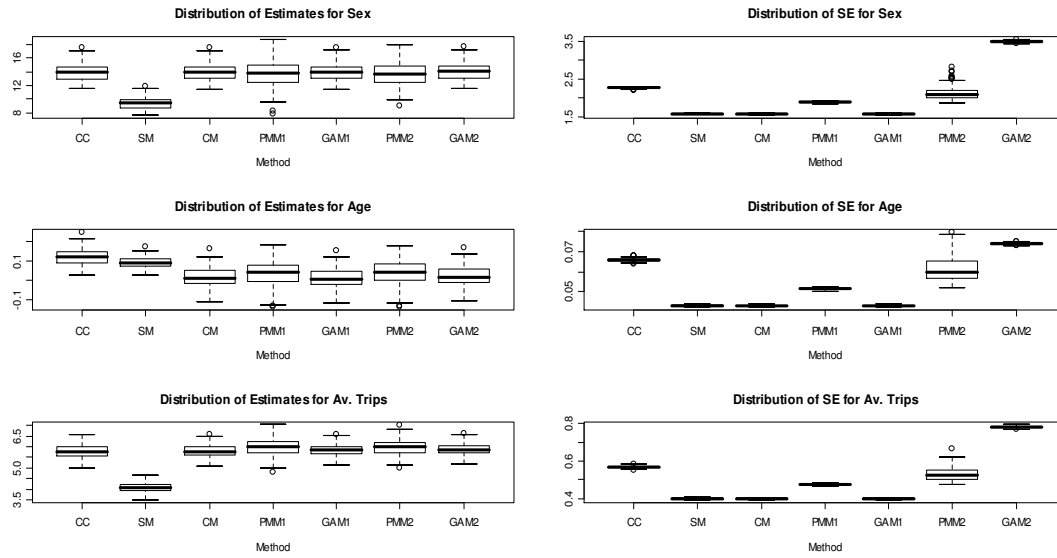 Distribution of Estimates for Sex
16
12
8
CC SM CM PMM1 GAM1 PMM2 GAM2
Method
Distribution of SE for Sex
3.5
2.5
1.5
CC SM CM PMM1 GAM1 PMM2 GAM2
Method
Distribution of Estimates for Age
0.1
-0.1
CC SM CM PMM1 GAM1 PMM2 GAM2
Method
Distribution of SE for Age
0.07
0.05
CC SM CM PMM1 GAM1 PMM2 GAM2
Method
Distribution of Estimates for Av. Trips
6.5
5.0
3.5
CC SM CM PMM1 GAM1 PMM2 GAM2
Method
Distribution of SE for Av. Trips
0.8
0.6
0.4
CC SM CM PMM1 GAM1 PMM2 GAM2
Method